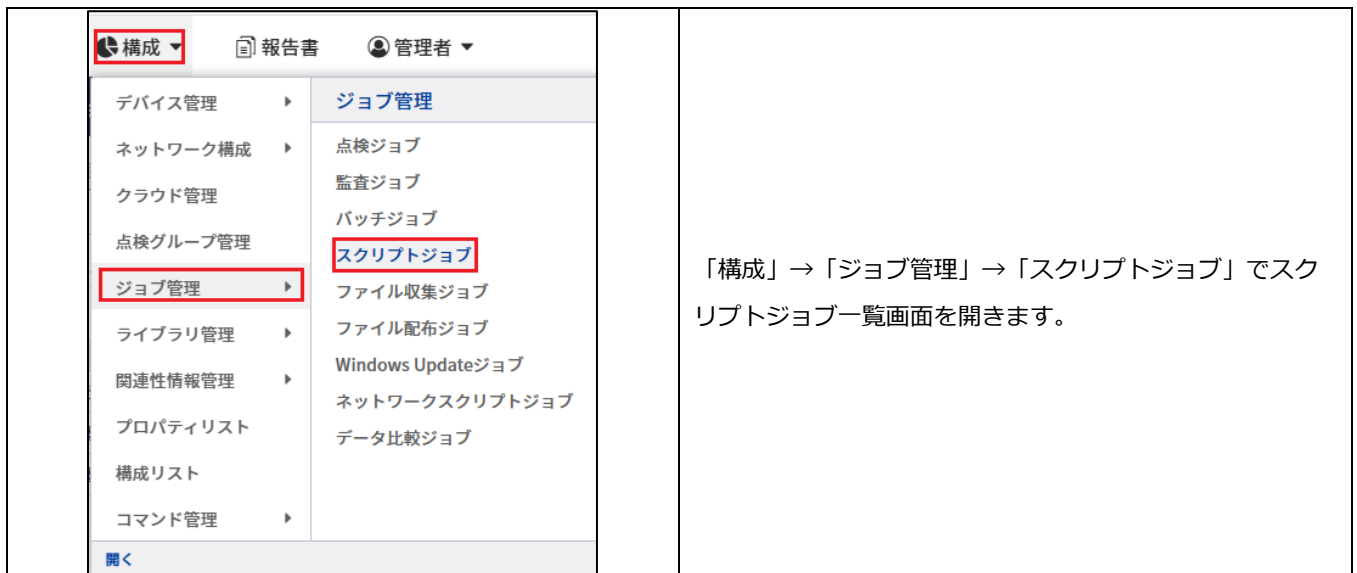 構成 報告書 管理者
デバイス管理
ネットワーク構成
クラウド管理
点検グループ管理
ジョブ管理
ライブラリ管理
関連性情報管理
プロパティリスト
構成リスト
コマンド管理
開く
ジョブ管理
点検ジョブ
監査ジョブ
バッチジョブ
スクリプトジョブ
ファイル収集ジョブ
ファイル配布ジョブ
Windows Updateジョブ
ネットワークスクリプトジョブ
データ比較ジョブ
「構成」→「ジョブ管理」→「スクリプトジョブ」でスク
リプトジョブ一覧画面を開きます。